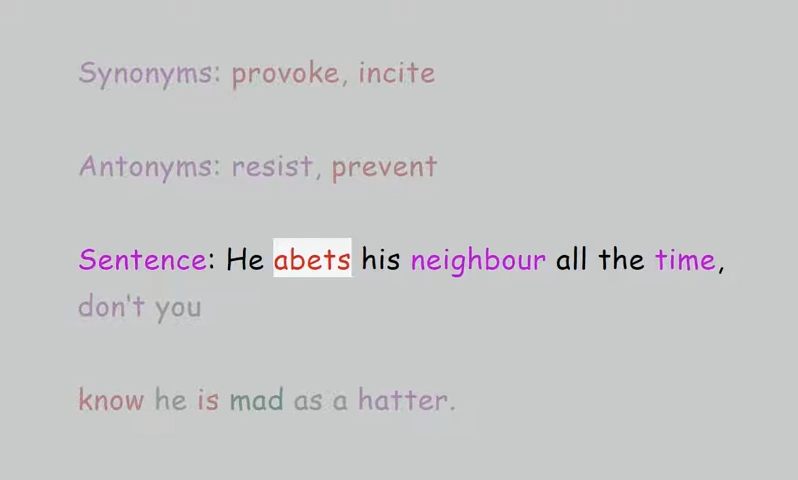 Synonyms: provoke, incite
Antonyms: resist, prevent
Sentence: He abets his neighbour all the time,
don't you
know he is mad as a hatter.